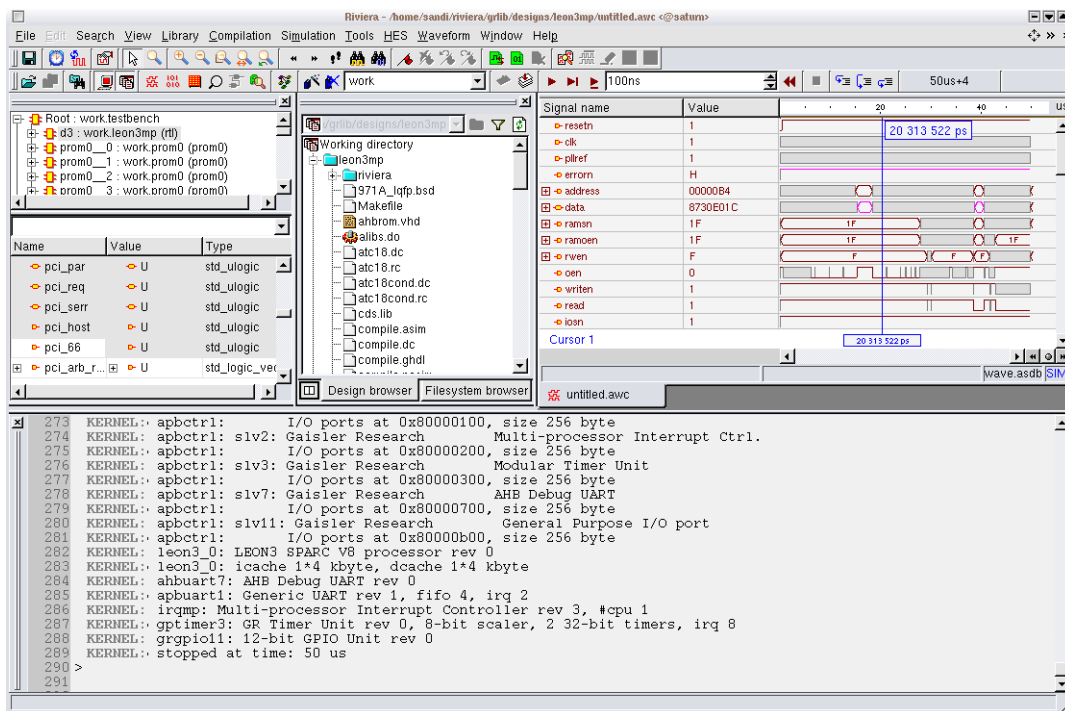 Riviera - /home/sandi/riviera/grlib/designs/leon3mp/untitled.awc <@saturn>
File Edit Search View Library Compilation Simulation Tools HES Waveform Window Help
work
100ns
50us+4
Root : work.testbench
d3 : work.leon3mp (rtl)
prom0__0 : work.prom0 (prom0)
prom0__1 : work.prom0 (prom0)
prom0__2 : work.prom0 (prom0)
prom0__3 : work.prom0 (prom0)
Name Value Type
pci_par U std_ulogic
pci_req U std_ulogic
pci_serr U std_ulogic
pci_host U std_ulogic
pci_66 U std_ulogic
pci_arb_r... U std_logic_vec
/grlib/designs/leon3mp
Working directory
leon3mp
riviera
971A_lqfp.bsd
Makefile
ahbrom.vhd
alibs.do
atc18.dc
atc18.rc
atc18cond.dc
atc18cond.rc
cds.lib
compile.asim
compile.dc
compile.ghdl
Design browser Filesystem browser
Signal name Value 20 40 us
20 313 522 ps
resetn 1
clk 1
pllref 1
errorn H
address 00000B4
data 8730E01C
ramsn 1F 1F
ramoen 1F 1F 1F
rwen F F F F
oen 0
writen 1
read 1
iosn 1
Cursor 1 20 313 522 ps
wave.asdb SIM
untitled.awc
273 KERNEL: apbctrl: I/O ports at 0x80000100, size 256 byte
274 KERNEL: apbctrl: slv2: Gaisler Research Multi-processor Interrupt Ctrl.
275 KERNEL: apbctrl: I/O ports at 0x80000200, size 256 byte
276 KERNEL: apbctrl: slv3: Gaisler Research Modular Timer Unit
277 KERNEL: apbctrl: I/O ports at 0x80000300, size 256 byte
278 KERNEL: apbctrl: slv7: Gaisler Research AHB Debug UART
279 KERNEL: apbctrl: I/O ports at 0x80000700, size 256 byte
280 KERNEL: apbctrl: slv11: Gaisler Research General Purpose I/O port
281 KERNEL: apbctrl: I/O ports at 0x80000b00, size 256 byte
282 KERNEL: leon3_0: LEON3 SPARC V8 processor rev 0
283 KERNEL: leon3_0: icache 1*4 kbyte, dcache 1*4 kbyte
284 KERNEL: ahbuart7: AHB Debug UART rev 0
285 KERNEL: apbuart1: Generic UART rev 1, fifo 4, irq 2
286 KERNEL: irqmp: Multi-processor Interrupt Controller rev 3, #cpu 1
287 KERNEL: gptimer3: GR Timer Unit rev 0, 8-bit scaler, 2 32-bit timers, irq 8
288 KERNEL: grgpio11: 12-bit GPIO Unit rev 0
289 KERNEL: stopped at time: 50 us
290 >
291